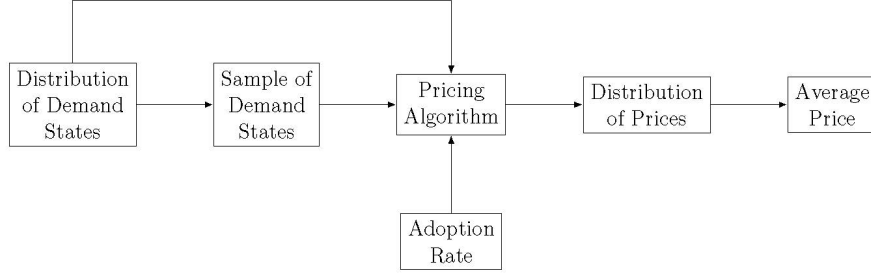 Distribution
of Demand
States
Sample of
Demand
States
Pricing
Algorithm
Distribution
of Prices
Average
Price
Adoption
Rate